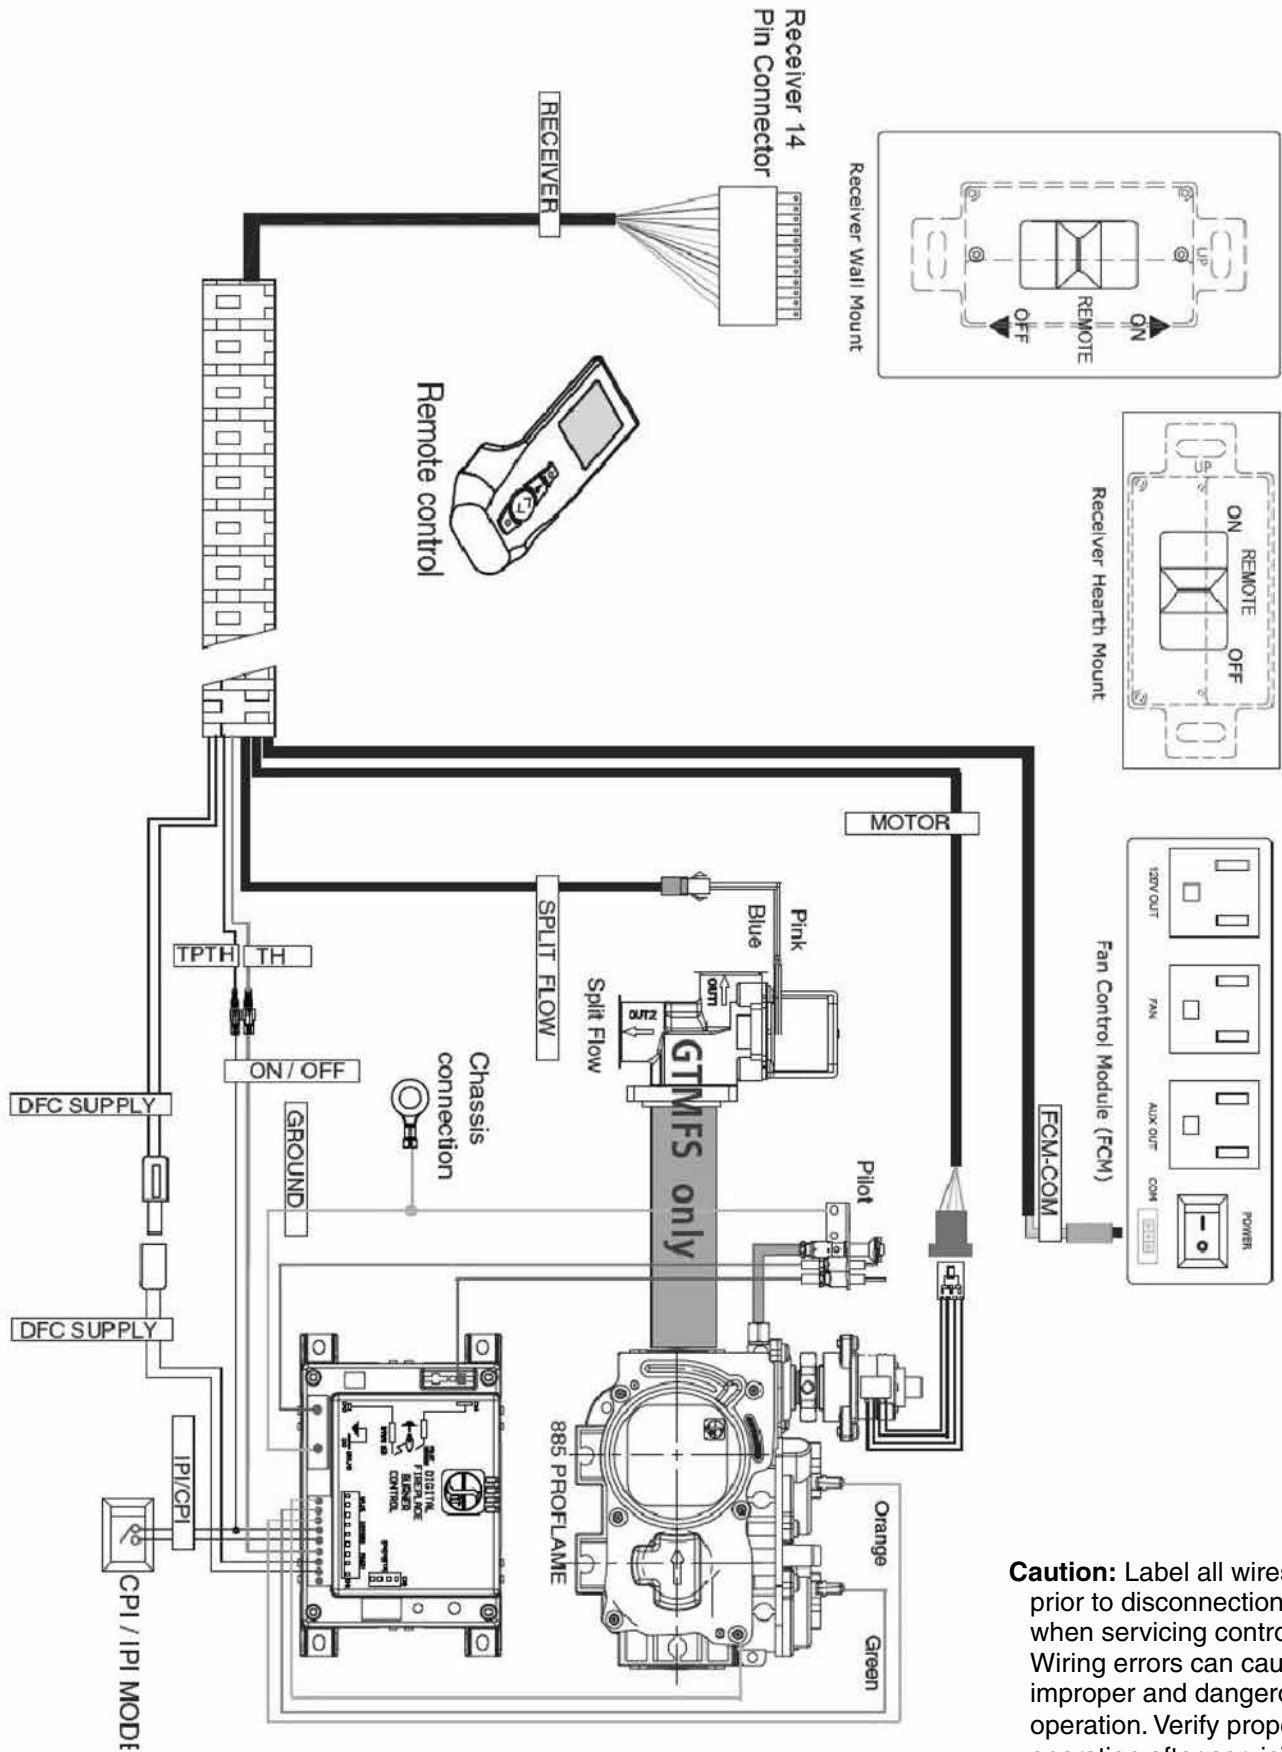 Receiver 14
Pin Connector
RECEIVER
Receiver Wall Mount
UP
ON
REMOTE
OFF
Receiver Hearth Mount
UP
ON
REMOTE
OFF
Remote control
120V OUT
FAN
AUX OUT
COM
POWER
Fan Control Module (FCM)
MOTOR
FCM-COM
Pink
Blue
SPLIT FLOW
Split Flow
OUT1
OUT2
GTMFS only
TPTH
TH
ON / OFF
DFC SUPPLY
DFC SUPPLY
GROUND
Chassis
connection
Pilot
885 PROFLAME
Orange
Green
DIGITAL
FIREPLACE
BURNER
CONTROL
IPI/CPI
CPI / IPI MODE
Caution: Label all wires
prior to disconnection
when servicing
Wiring errors can
improper and
operation. Verify